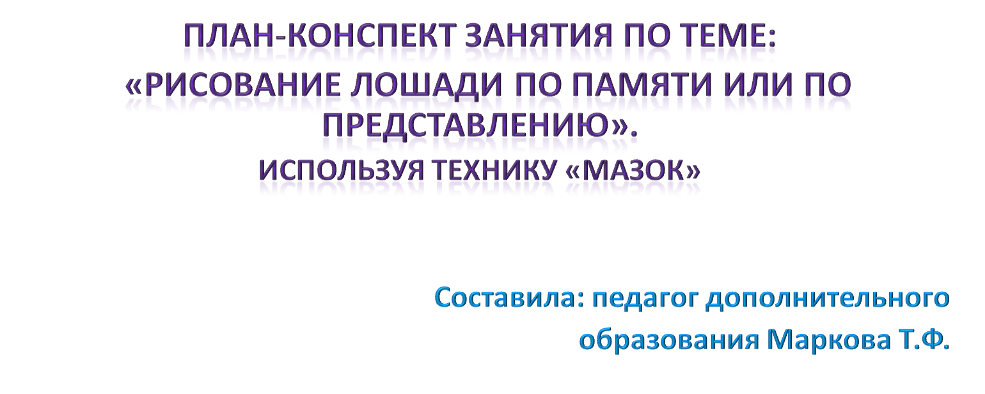 ПЛАН-КОНСПЕКТ ЗАНЯТИЯ ПО ТЕМЕ:
«РИСОВАНИЕ ЛОШАДИ ПО ПАМЯТИ ИЛИ ПО
ПРЕДСТАВЛЕНИЮ».
ИСПОЛЬЗУЯ ТЕХНИКУ «МАЗОК»
Составила: педагог дополнительного
образования Маркова Т.Ф.